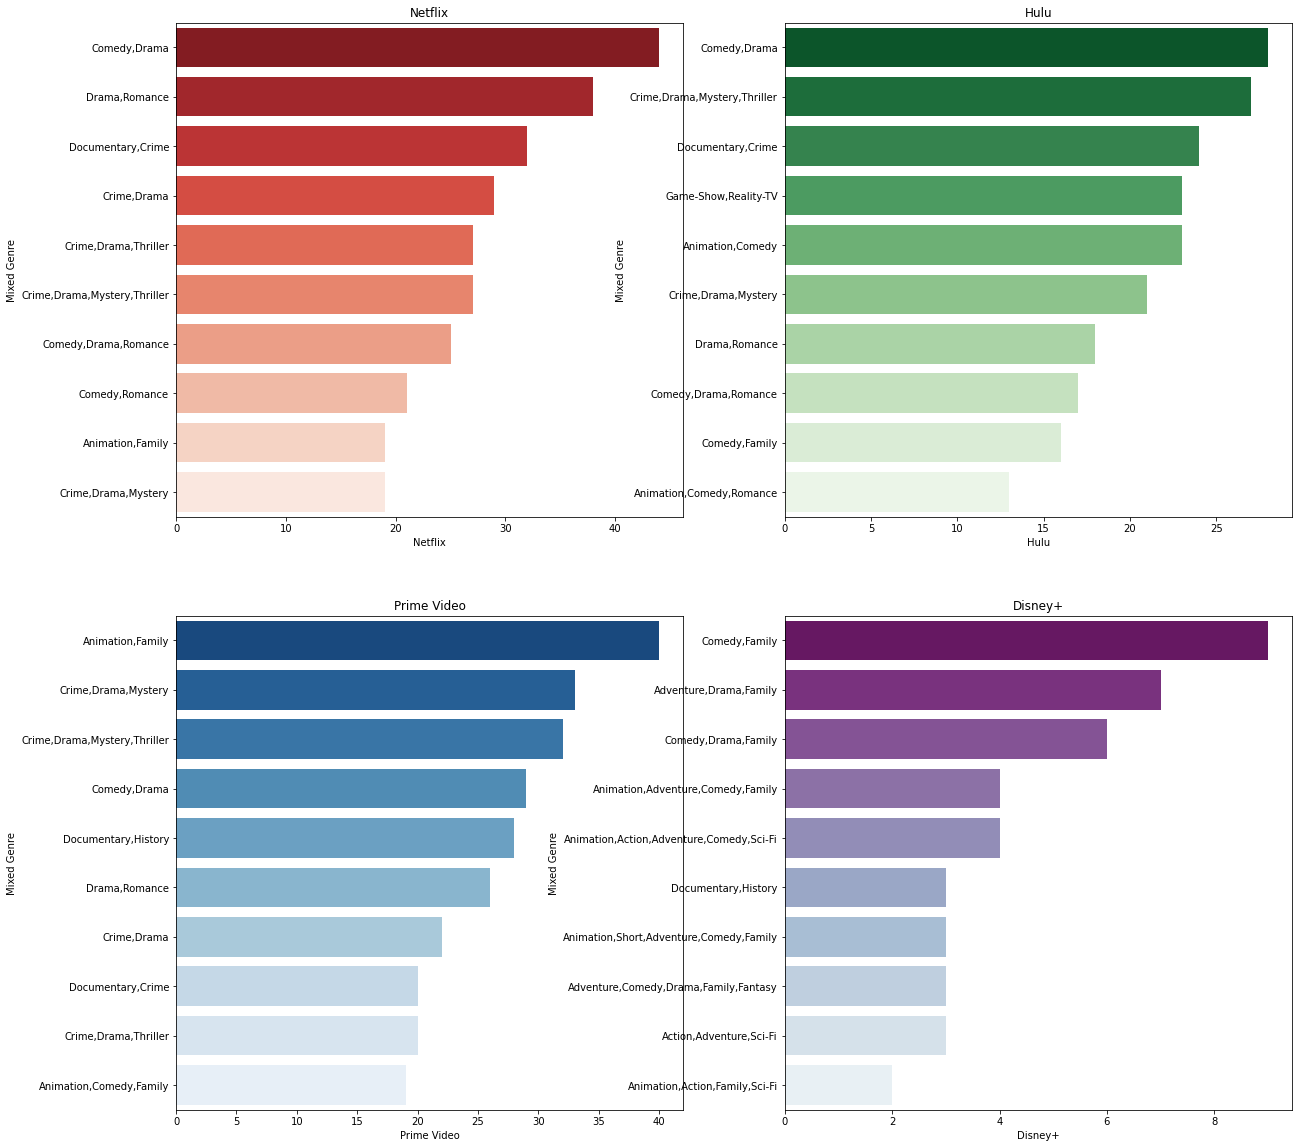 Netflix
Comedy,Drama
Drama,Romance
Documentary,Crime
Crime,Drama
Crime,Drama,Thriller
Crime,Drama,Mystery,Thriller
Comedy,Drama,Romance
Comedy,Romance
Animation,Family
Crime,Drama,Mystery
Mixed Genre
0 10 20 30 40
Netflix
Hulu
Comedy,Drama
Crime,Drama,Mystery,Thriller
Documentary,Crime
Game-Show,Reality-TV
Animation,Comedy
Crime,Drama,Mystery
Drama,Romance
Comedy,Drama,Romance
Comedy,Family
Animation,Comedy,Romance
Mixed Genre
0 5 10 15 20 25
Hulu
Prime Video
Animation,Family
Crime,Drama,Mystery
Crime,Drama,Mystery,Thriller
Comedy,Drama
Documentary,History
Drama,Romance
Crime,Drama
Documentary,Crime
Crime,Drama,Thriller
Animation,Comedy,Family
Mixed Genre
0 5 10 15 20 25 30 35 40
Prime Video
Disney+
Comedy,Family
Adventure,Drama,Family
Comedy,Drama,Family
Animation,Adventure,Comedy,Family
Animation,Action,Adventure,Comedy,Sci-Fi
Documentary,History
Animation,Short,Adventure,Comedy,Family
Adventure,Comedy,Drama,Family,Fantasy
Action,Adventure,Sci-Fi
Animation,Action,Family,Sci-Fi
Mixed Genre
0 2 4 6 8
Disney+